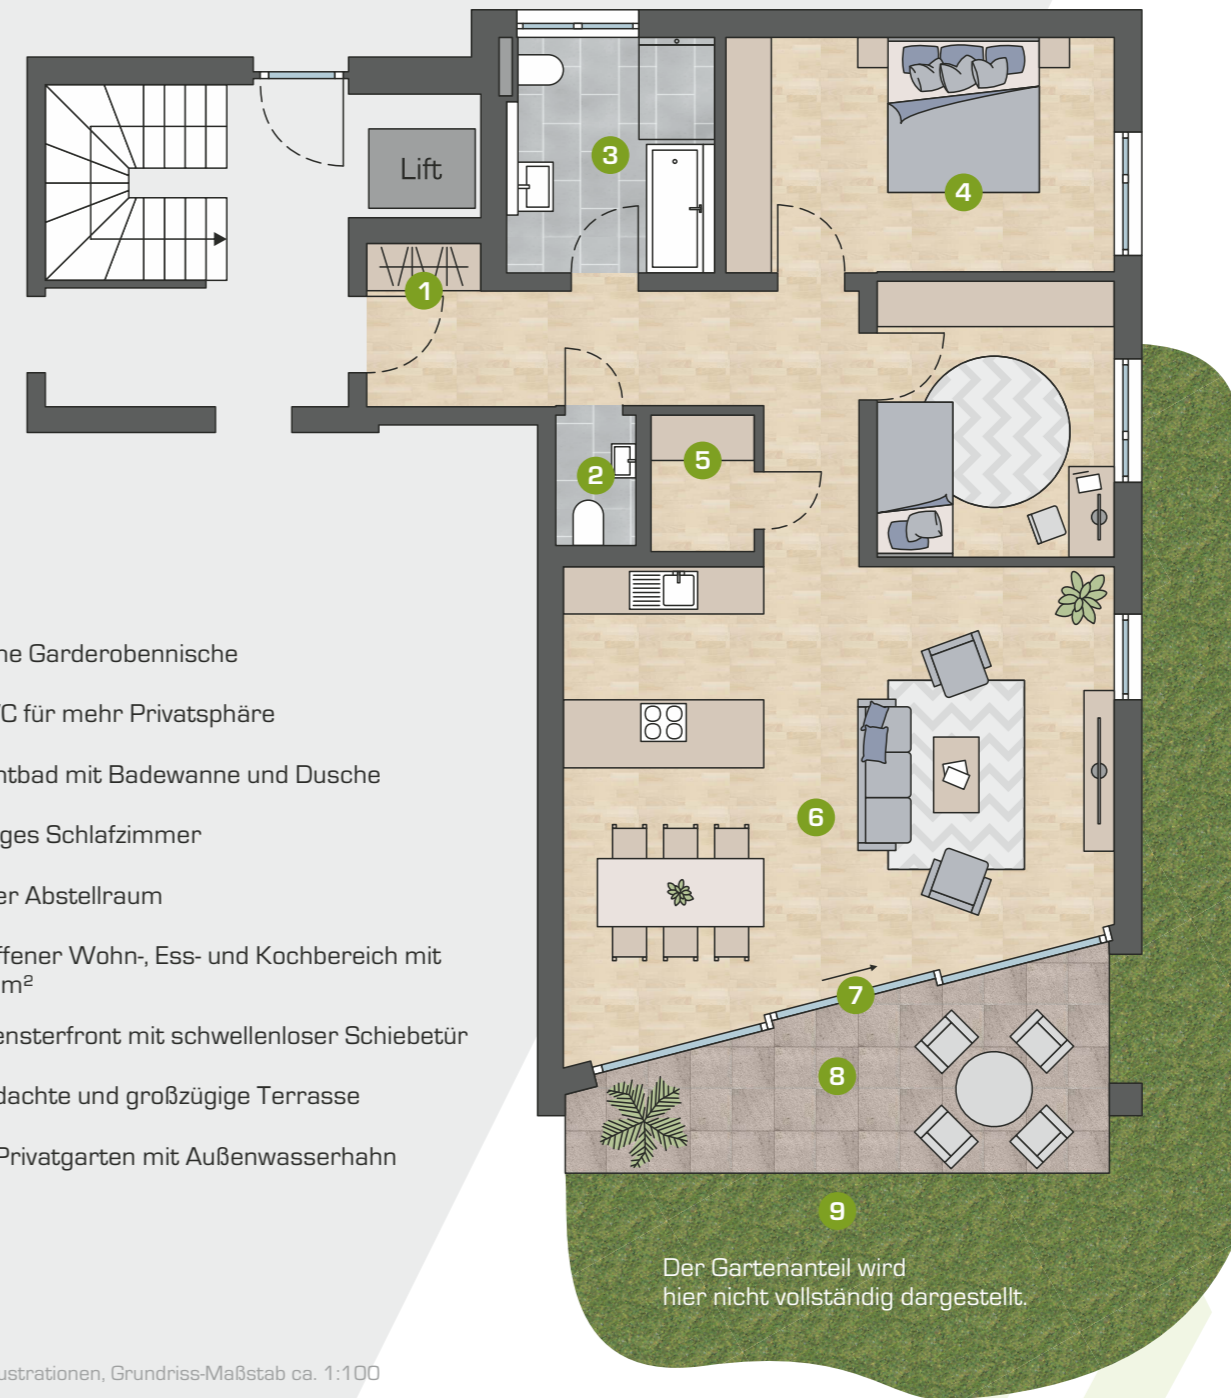 Lift
1
2
3
4
5
6
7
8
9
ne Garderobennische
C für mehr Privatsphäre
ntbad mit Badewanne und Dusche
ges Schlafzimmer
er Abstellraum
ffener Wohn-, Ess- und Kochbereich mit
m²
ensterfront mit schwellenloser Schiebetür
dachte und großzügige Terrasse
Privatgarten mit Außenwasserhahn
Der Gartenanteil wird
hier nicht vollständig dargestellt.
ustrationen, Grundriss-Maßstab ca. 1:100